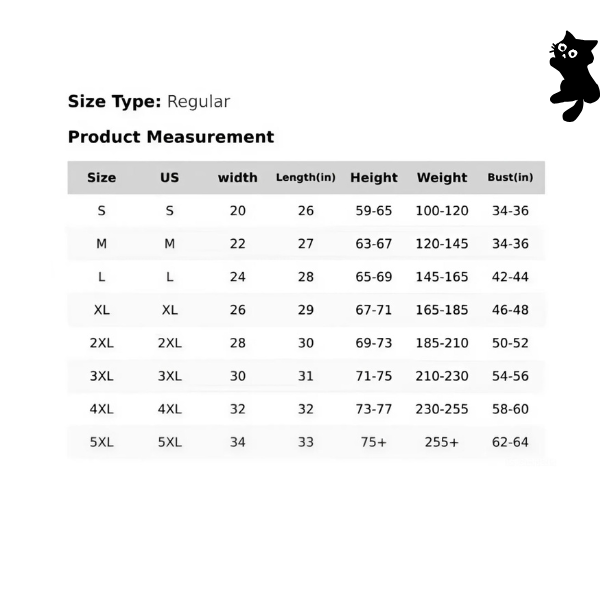 Size Type: Regular
Product Measurement
Size US width Length(in) Height Weight Bust(in)
S S 20 26 59-65 100-120 34-36
M M 22 27 63-67 120-145 34-36
L L 24 28 65-69 145-165 42-44
XL XL 26 29 67-71 165-185 46-48
2XL 2XL 28 30 69-73 185-210 50-52
3XL 3XL 30 31 71-75 210-230 54-56
4XL 4XL 32 32 73-77 230-255 58-60
5XL 5XL 34 33 75+ 255+ 62-64